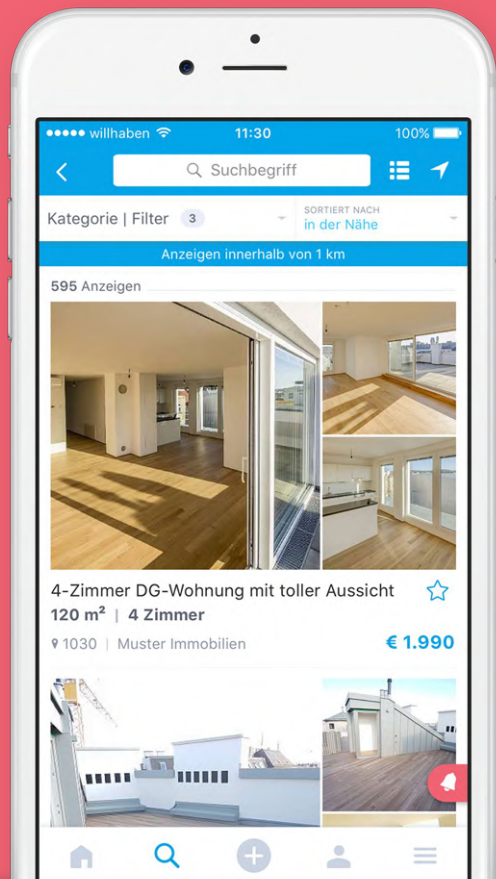 willhaben
11:30
100%
Suchbegriff
Kategorie | Filter 3
SORTIERT NACH
in der Nähe
Anzeigen innerhalb von 1 km
595 Anzeigen
4-Zimmer DG-Wohnung mit toller Aussicht
120 m² | 4 Zimmer
1030 | Muster Immobilien
€ 1.990